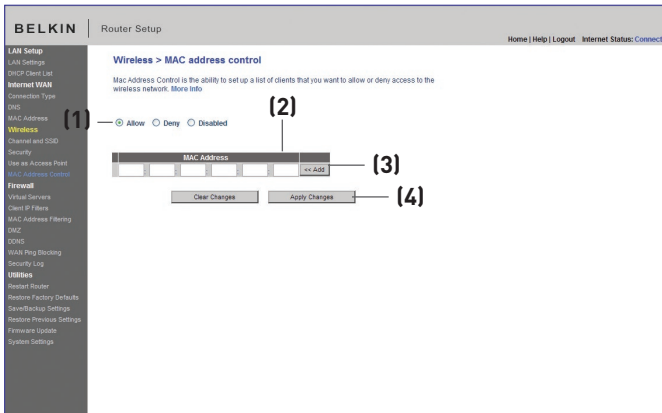 BELKIN
Router Setup
Home | Help | Logout Internet Status: Connect
LAN Setup
LAN Settings
DHCP Client List
Internet WAN
Connection Type
DNS
MAC Address
Wireless
Channel and SSID
Security
Use as Access Point
MAC Address Control
Firewall
Virtual Servers
Client IP Filters
MAC Address Filtering
DMZ
DDNS
WAN Ping Blocking
Security Log
Utilities
Restart Router
Restore Factory Defaults
Save/Backup Settings
Restore Previous Settings
Firmware Update
System Settings
Wireless > MAC address control
Mac Address Control is the ability to set up a list of clients that you want to allow or deny access to the
wireless network. More Info
(2)
(1)
Allow Deny Disabled
MAC Address
: : : : : << Add
(3)
Clear Changes Apply Changes
(4)